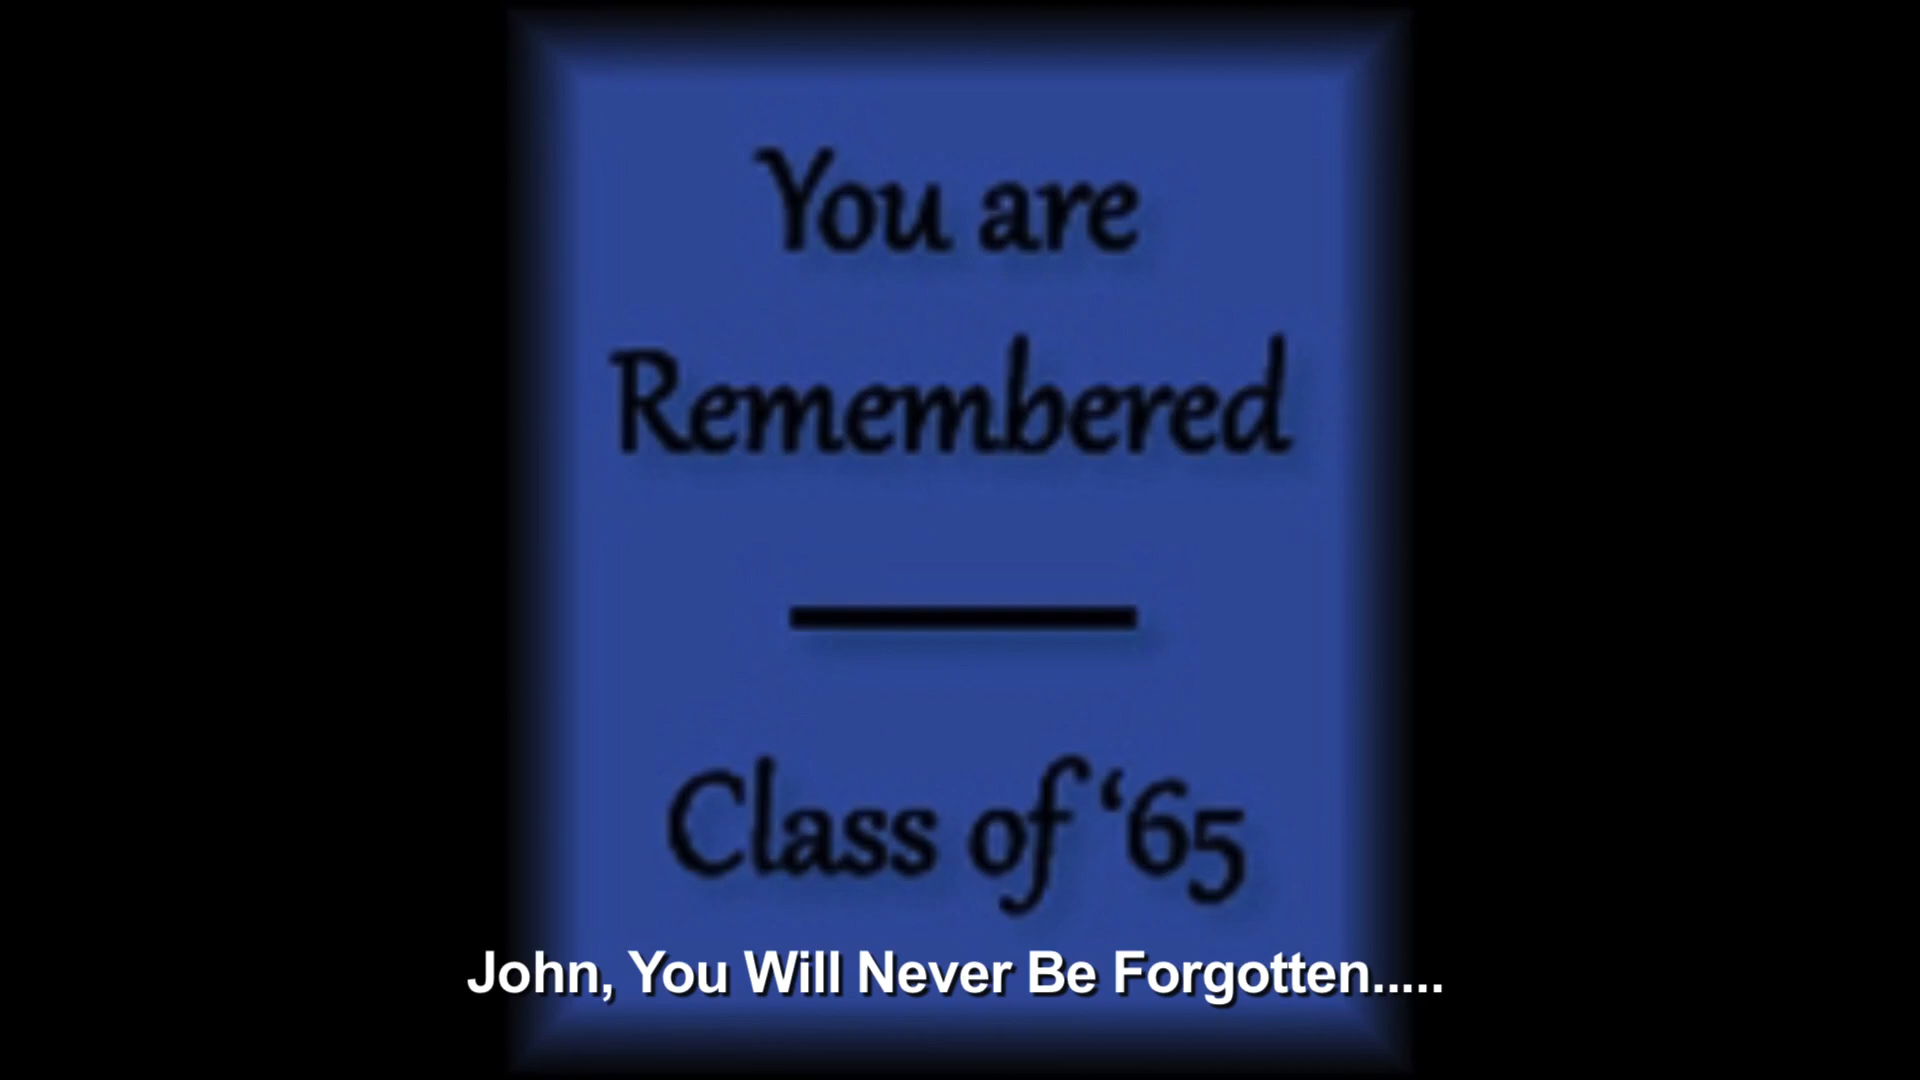 You are
Remembered
Class of ‘65
John, You Will Never Be Forgotten.....